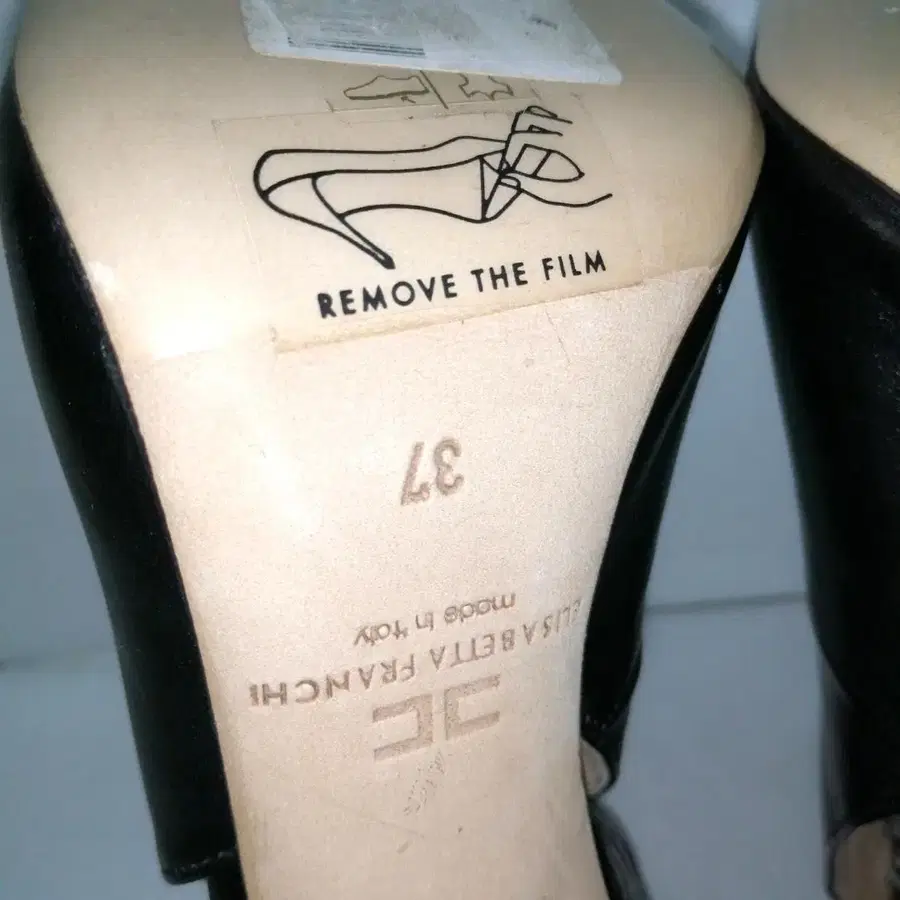 REMOVE THE FILM
37
made in Italy
ELISABETTA FRANCHI